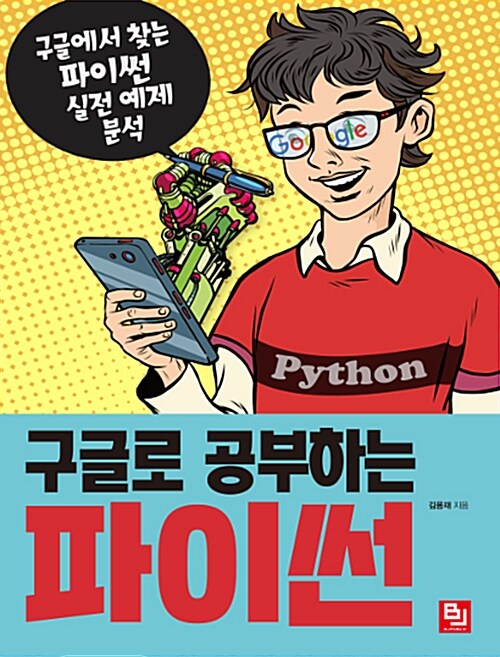 구글에서 찾는
파이썬
실전 예제
분석
Google
Python
구글로 공부하는
파이썬
김용재 지음
BJ